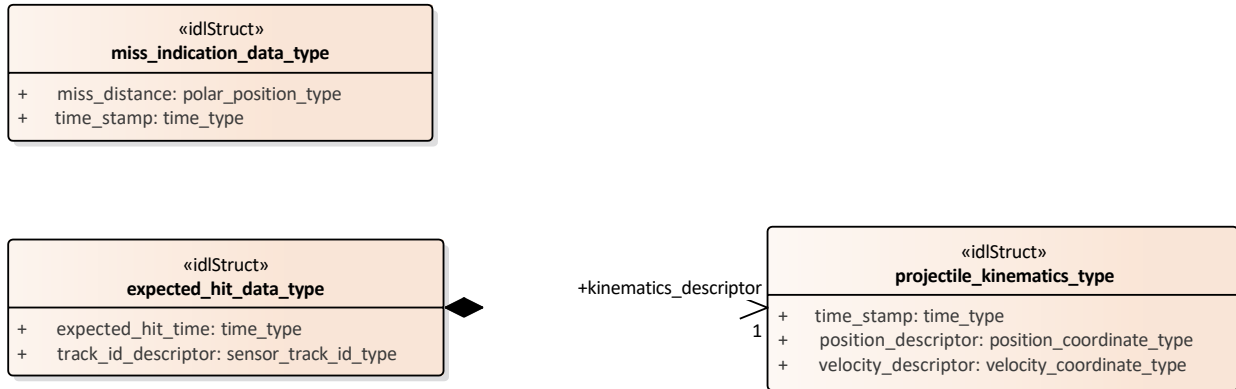 «idlStruct»
miss_indication_data_type
+ miss_distance: polar_position_type
+ time_stamp: time_type
«idlStruct»
expected_hit_data_type
+ expected_hit_time: time_type
+ track_id_descriptor: sensor_track_id_type
+kinematics_descriptor
1
«idlStruct»
projectile_kinematics_type
+ time_stamp: time_type
+ position_descriptor: position_coordinate_type
+ velocity_descriptor: velocity_coordinate_type